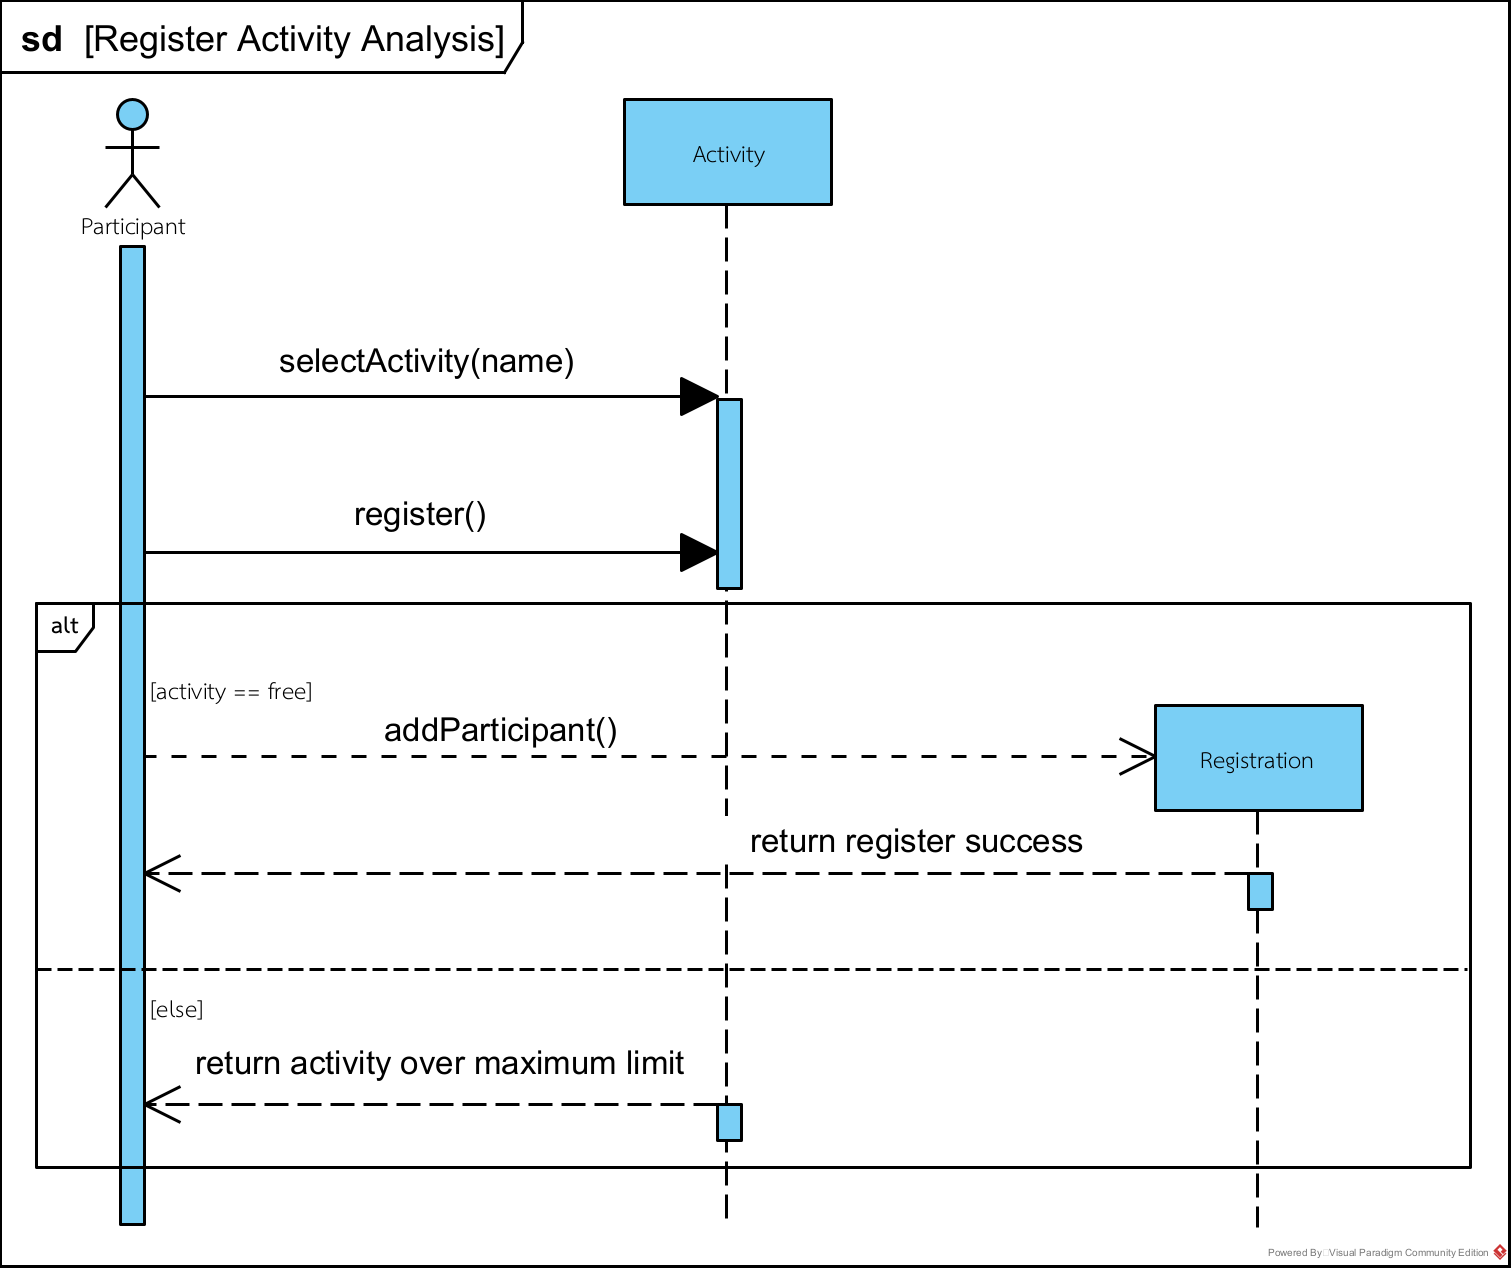 sd [Register Activity Analysis]
Participant
Activity
selectActivity(name)
register()
alt
[activity == free]
addParticipant()
Registration
return register success
[else]
return activity over maximum limit
Powered By Visual Paradigm Community Edition